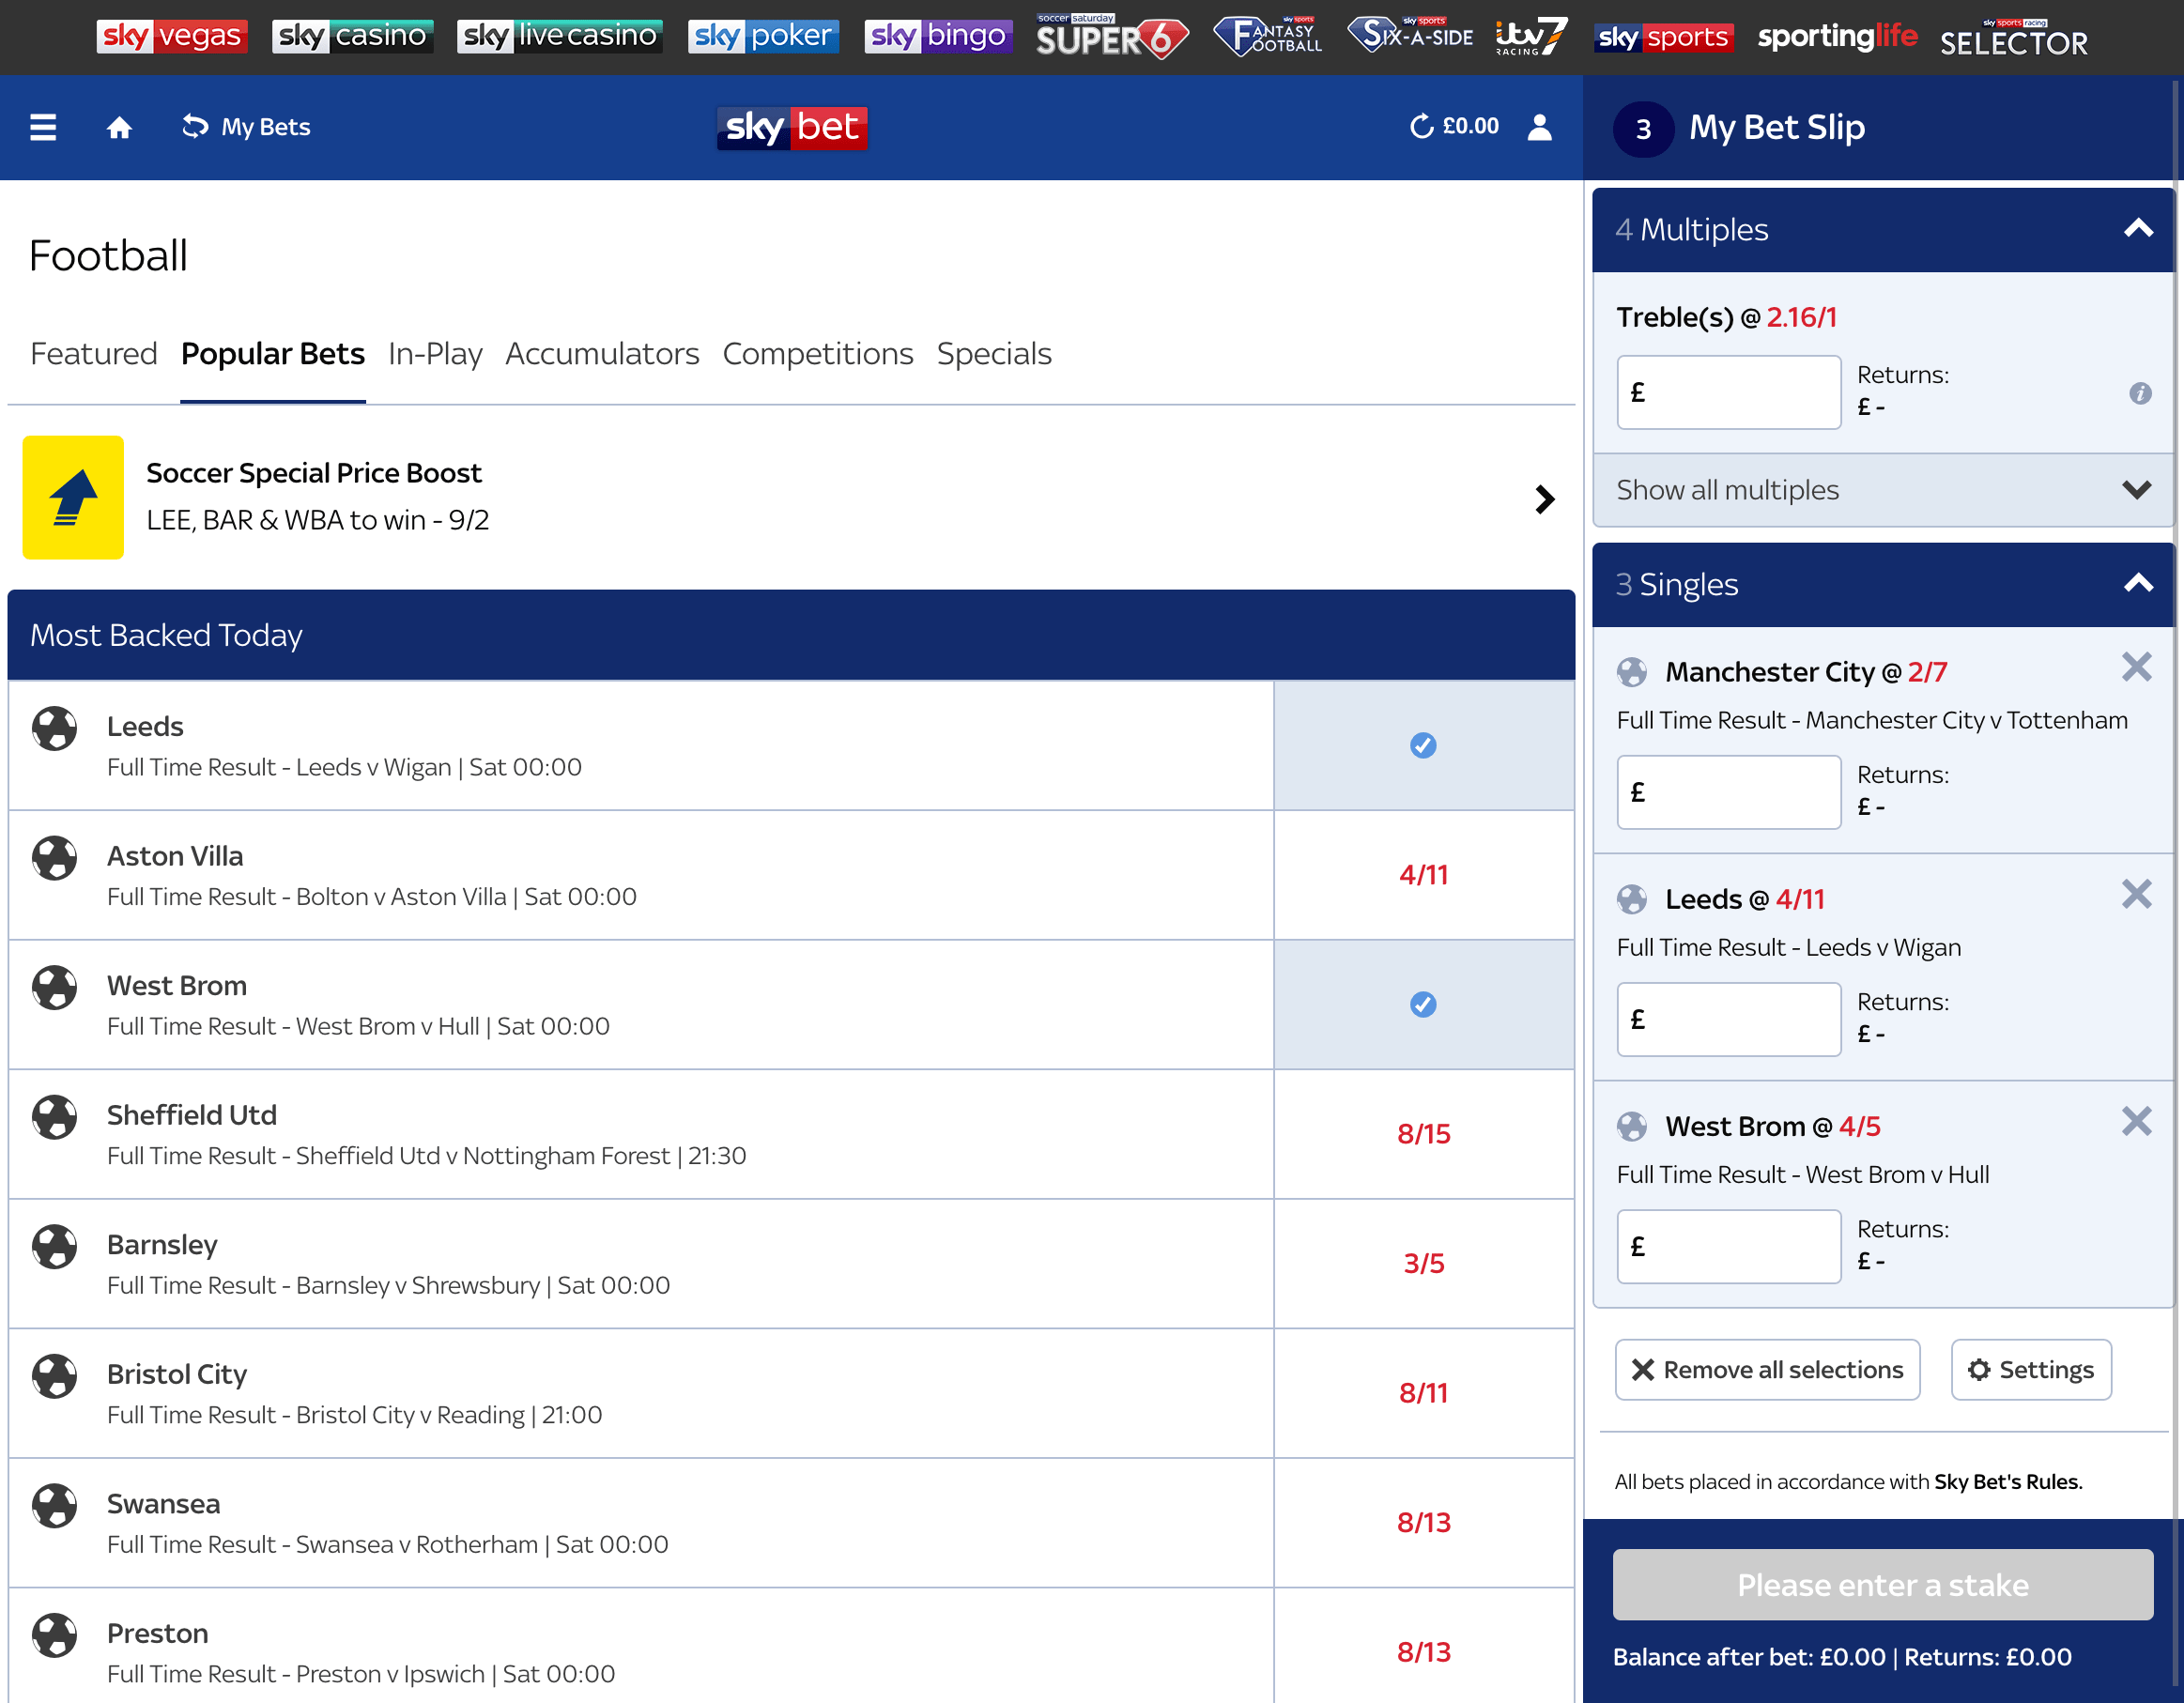 sky vegas
sky casino
sky live casino
sky poker
sky bingo
soccer saturday
SUPER 6
sky sports
FANTASY
FOOTBALL
sky sports
SIX-A-SIDE
itv7
RACING
sky sports
sportinglife
sky sports racing
SELECTOR
My Bets
sky bet
£0.00
3 My Bet Slip
Football
Featured Popular Bets In-Play Accumulators Competitions Specials
Soccer Special Price Boost
LEE, BAR & WBA to win - 9/2
Most Backed Today
Leeds
Full Time Result - Leeds v Wigan | Sat 00:00
Aston Villa
Full Time Result - Bolton v Aston Villa | Sat 00:00
4/11
West Brom
Full Time Result - West Brom v Hull | Sat 00:00
Sheffield Utd
Full Time Result - Sheffield Utd v Nottingham Forest | 21:30
8/15
Barnsley
Full Time Result - Barnsley v Shrewsbury | Sat 00:00
3/5
Bristol City
Full Time Result - Bristol City v Reading | 21:00
8/11
Swansea
Full Time Result - Swansea v Rotherham | Sat 00:00
8/13
Preston
Full Time Result - Preston v Ipswich | Sat 00:00
8/13
4 Multiples
Treble(s) @ 2.16/1
£
Returns:
£ -
i
Show all multiples
3 Singles
Manchester City @ 2/7
Full Time Result - Manchester City v Tottenham
£
Returns:
£ -
Leeds @ 4/11
Full Time Result - Leeds v Wigan
£
Returns:
£ -
West Brom @ 4/5
Full Time Result - West Brom v Hull
£
Returns:
£ -
Remove all selections
Settings
All bets placed in accordance with Sky Bet's Rules.
Please enter a stake
Balance after bet: £0.00 | Returns: £0.00